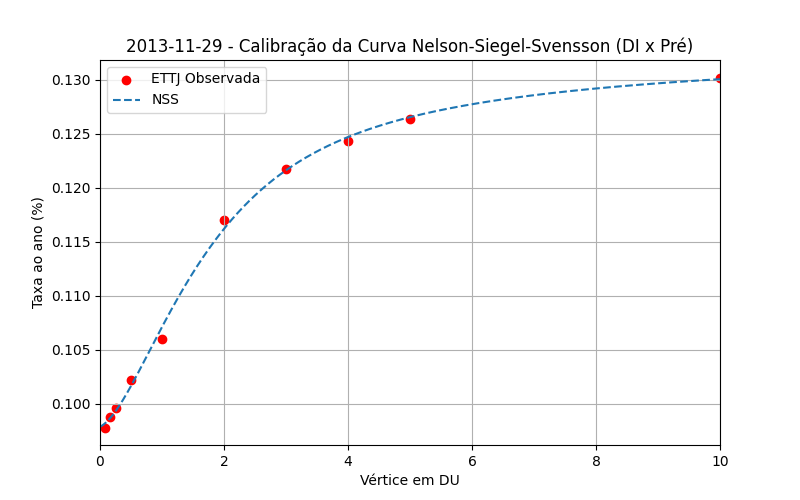 2013-11-29 - Calibração da Curva Nelson-Siegel-Svensson (DI x Pré)
ETTJ Observada
NSS
Taxa ao ano (%)
0.130
0.125
0.120
0.115
0.110
0.105
0.100
0 2 4 6 8 10
Vértice em DU